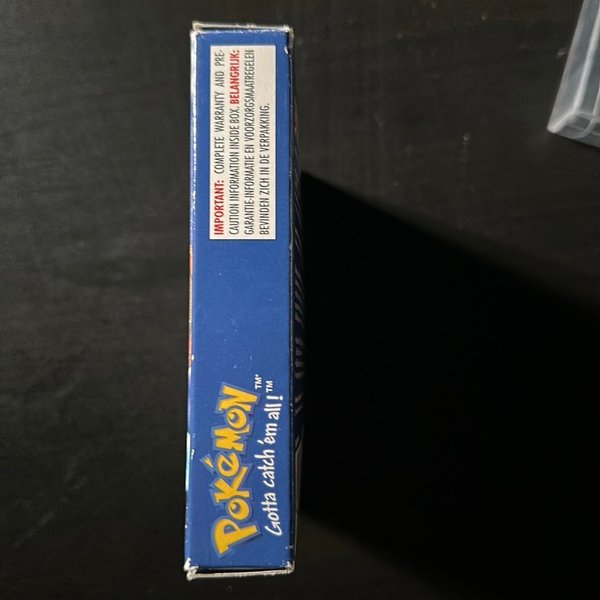 IMPORTANT: COMPLETE WARRANTY AND PRE-
CAUTION INFORMATION INSIDE BOX. BELANGRIJK:
GARANTIE-INFORMATIE EN VOORZORGSMAATREGELEN
BEVINDEN ZICH IN DE VERPAKKING.
POKéMON™
Gotta catch 'em all!™